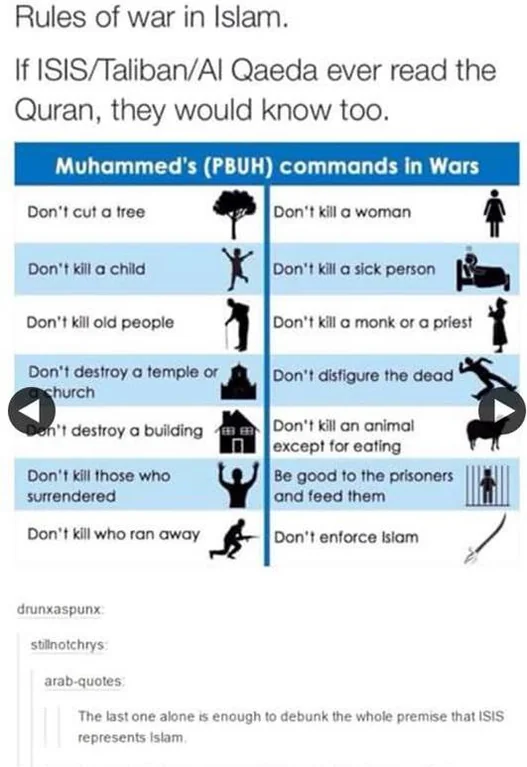 Rules of war in Islam.
If ISIS/Taliban/Al Qaeda ever read the
Quran, they would know too.
Muhammed's (PBUH) commands in Wars
Don't cut a tree
Don't kill a woman
Don't kill a child
Don't kill a sick person
Don't kill old people
Don't kill a monk or a priest
Don't destroy a temple or
a church
Don't disfigure the dead
Don't destroy a building
Don't kill an animal
except for eating
Don't kill those who
surrendered
Be good to the prisoners
and feed them
Don't kill who ran away
Don't enforce Islam
drunxaspunx:
stillnotchrys:
arab-quotes:
The last one alone is enough to debunk the whole premise that ISIS
represents Islam.